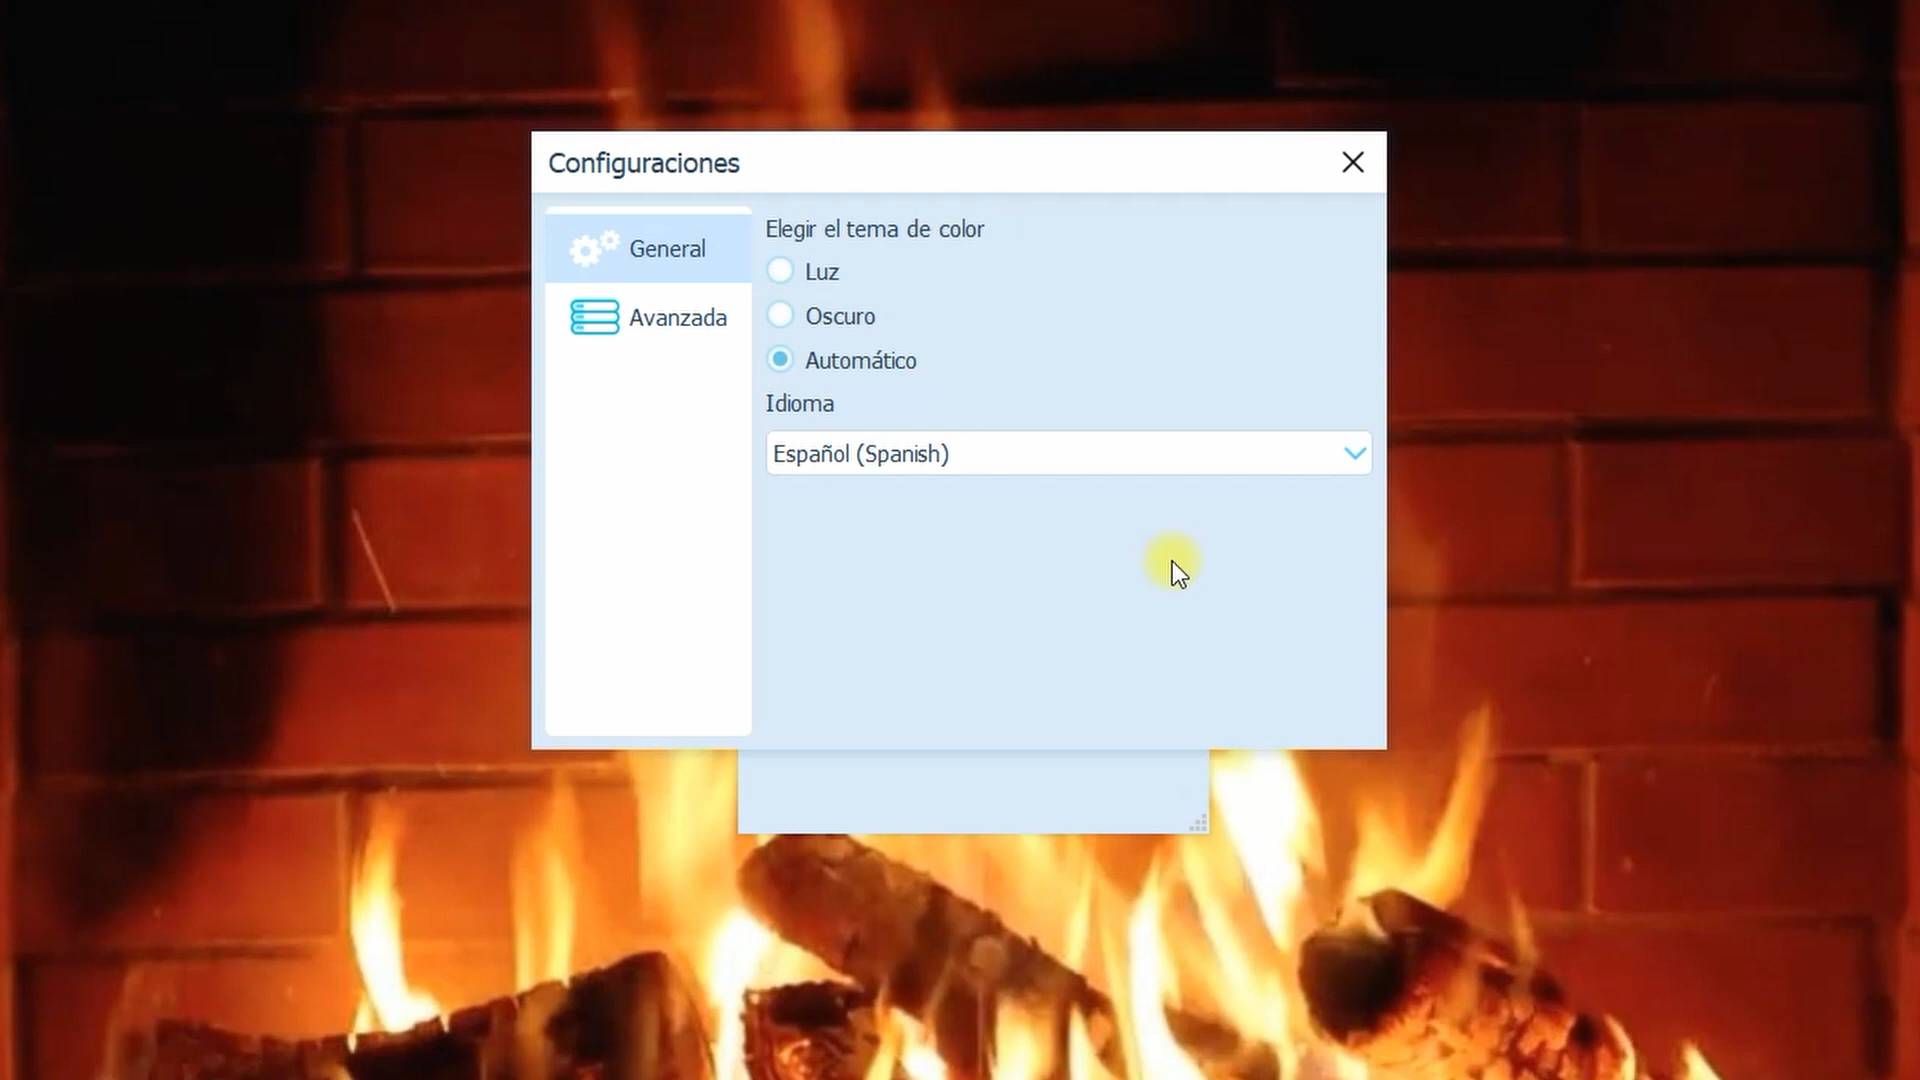 Configuraciones
General
Avanzada
Elegir el tema de color
Luz
Oscuro
Automático
Idioma
Español (Spanish)